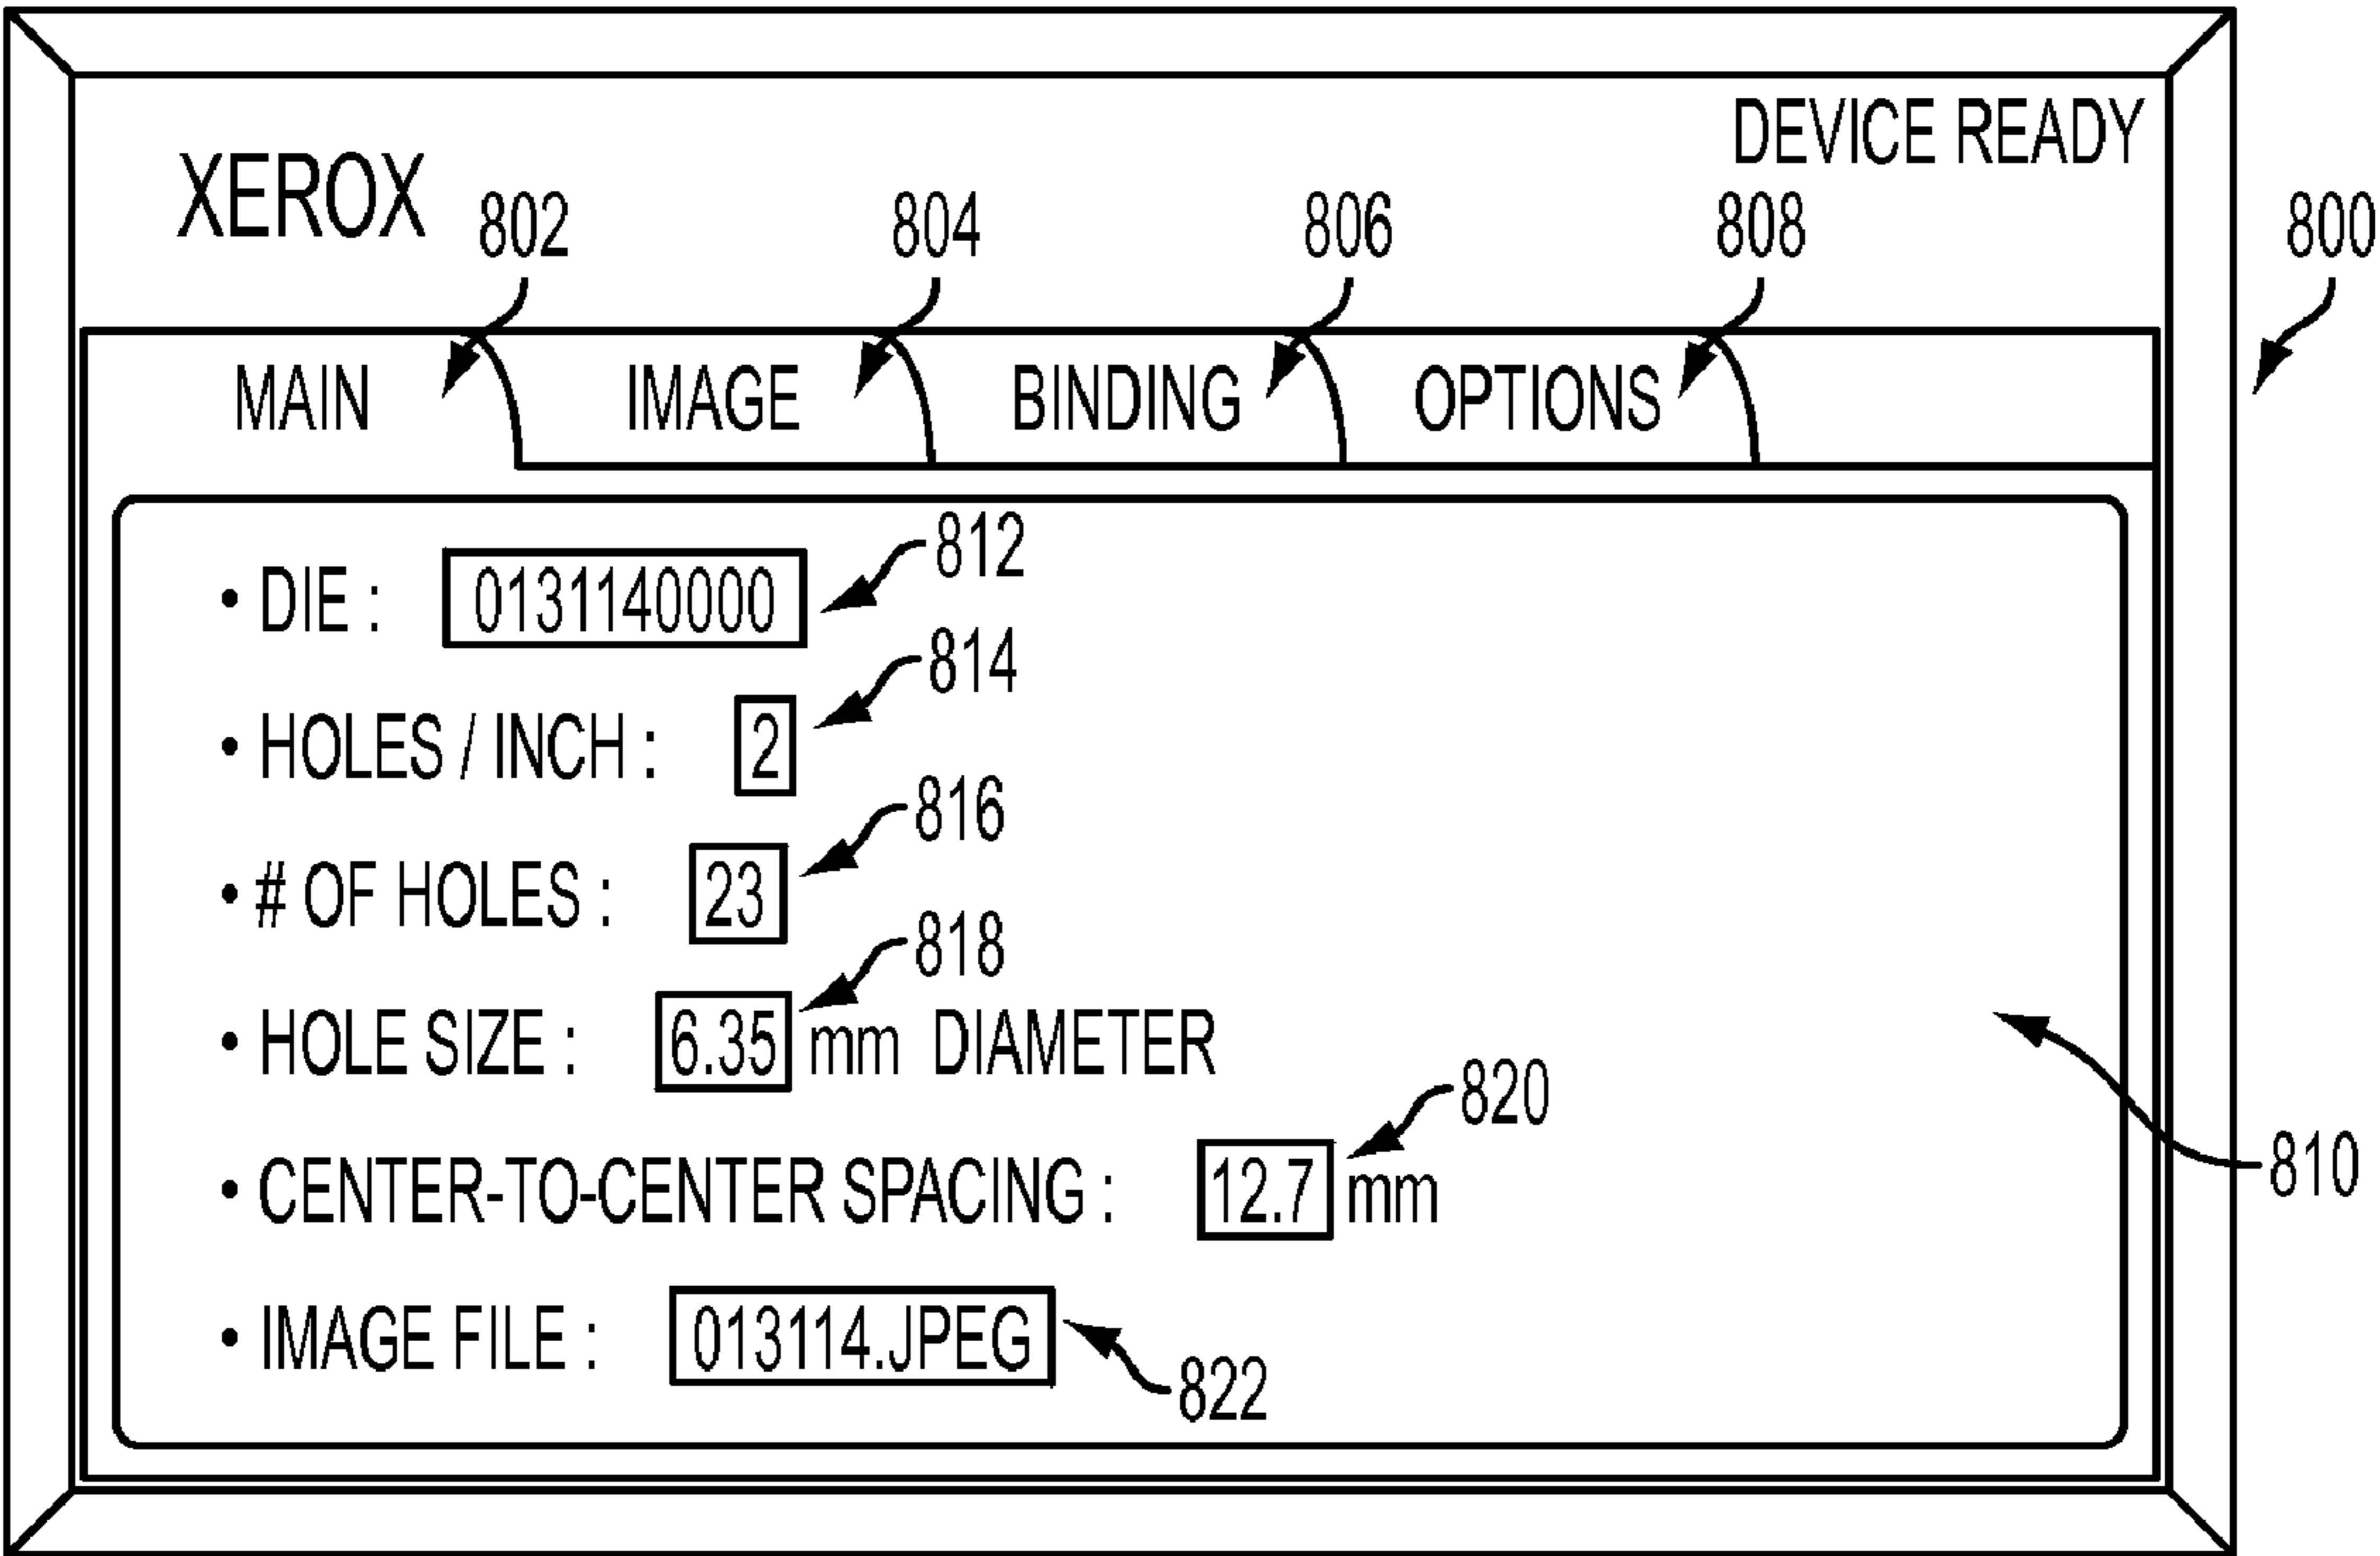 DEVICE READY
XEROX
802 804 806 808 800
MAIN IMAGE BINDING OPTIONS
• DIE : 0131140000 812
• HOLES / INCH : 2 814
• # OF HOLES : 23 816
• HOLE SIZE : 6.35 mm DIAMETER 818
• CENTER-TO-CENTER SPACING : 12.7 mm 820
810
• IMAGE FILE : 013114.JPEG 822